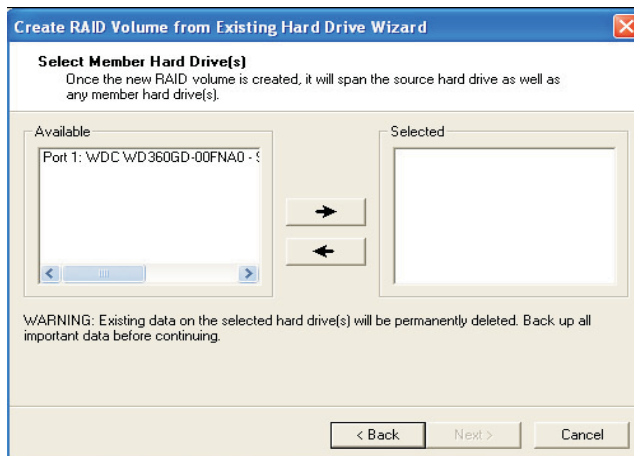 Create RAID Volume from Existing Hard Drive Wizard
Select Member Hard Drive(s)
Once the new RAID volume is created, it will span the source hard drive as well as
any member hard drive(s).
Available
Selected
Port 1: WDC WD360GD-00FNA0 -
WARNING: Existing data on the selected hard drive(s) will be permanently deleted. Back up all
important data before continuing.
< Back
Next >
Cancel